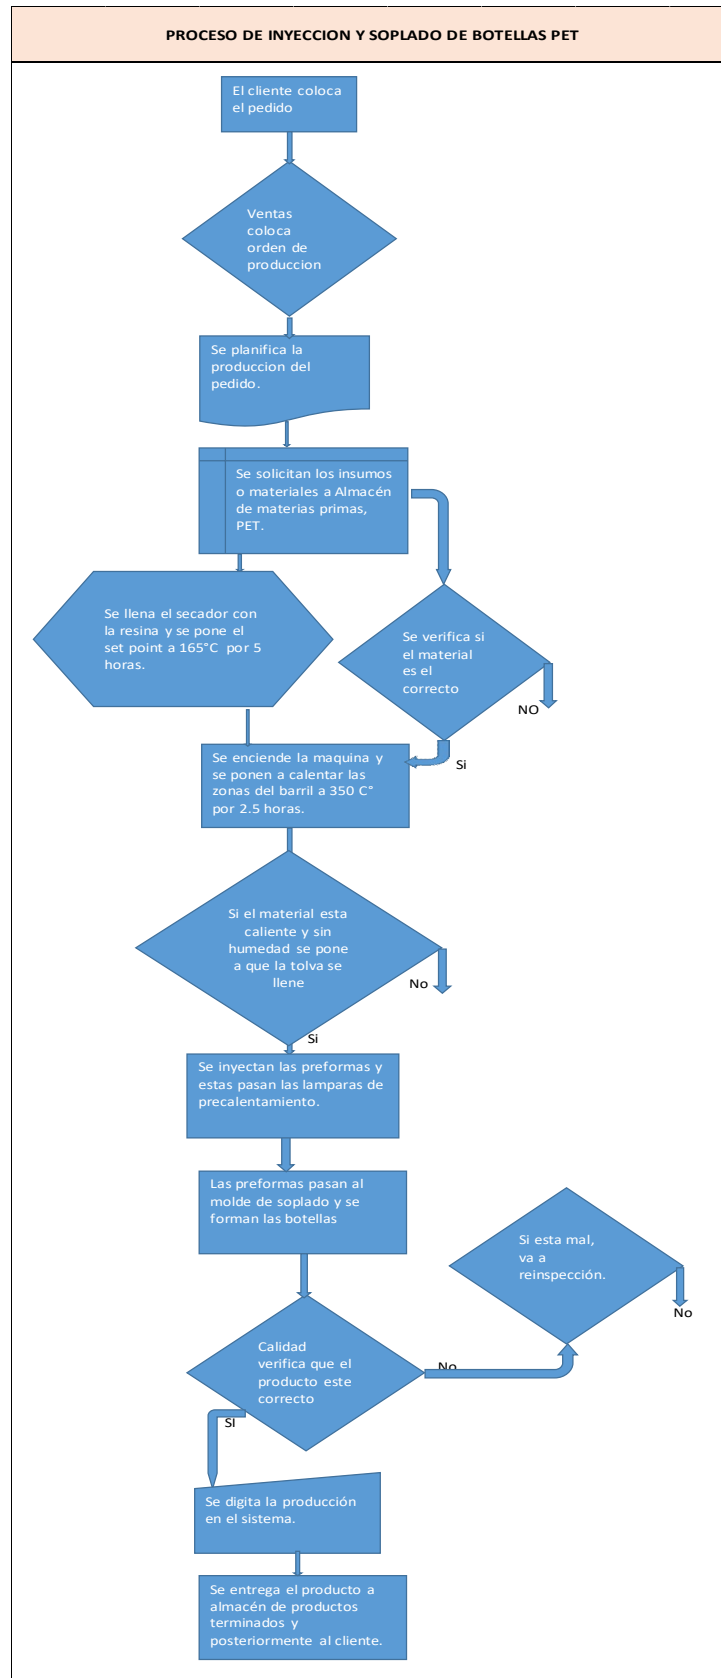 PROCESO DE INYECCION Y SOPLADO DE BOTELLAS PET
El cliente coloca
el pedido
Ventas
coloca
orden de
produccion
Se planifica la
produccion del
pedido.
Se solicitan los insumos
o materiales a Almacén
de materias primas,
PET.
Se llena el secador con
la resina y se pone el
set point a 165°C por 5
horas.
Se verifica si
el material
es el
correcto
NO
Si
Se enciende la maquina y
se ponen a calentar las
zonas del barril a 350 C°
por 2.5 horas.
Si el material esta
caliente y sin
humedad se pone
a que la tolva se
llene
No
Si
Se inyectan las preformas y
estas pasan las lamparas de
precalentamiento.
Las preformas pasan al
molde de soplado y se
forman las botellas
Si esta mal,
va a
reinspección.
No
Calidad
verifica que el
producto este
correcto
No
SI
Se digita la producción
en el sistema.
Se entrega el producto a
almacén de productos
terminados y
posteriormente al cliente.